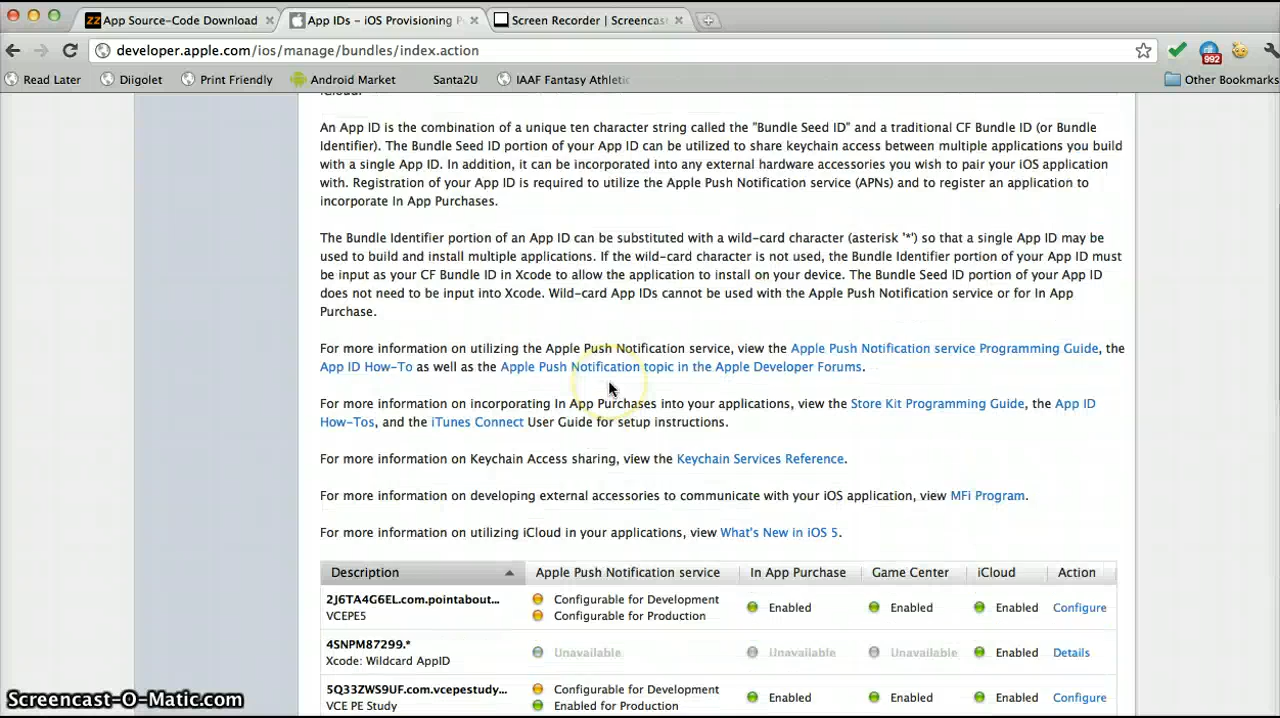 App Source-Code Download
App IDs - iOS Provisioning P
Screen Recorder | Screencast
developer.apple.com/ios/manage/bundles/index.action
992
Read Later
Diigolet
Print Friendly
Android Market
Santa2U
IAAF Fantasy Athletic
Other Bookmarks
iCloud.
An App ID is the combination of a unique ten character string called the "Bundle Seed ID" and a traditional CF Bundle ID (or Bundle
Identifier). The Bundle Seed ID portion of your App ID can be utilized to share keychain access between multiple applications you build
with a single App ID. In addition, it can be incorporated into any external hardware accessories you wish to pair your iOS application
with. Registration of your App ID is required to utilize the Apple Push Notification service (APNs) and to register an application to
incorporate In App Purchases.
The Bundle Identifier portion of an App ID can be substituted with a wild-card character (asterisk '*') so that a single App ID may be
used to build and install multiple applications. If the wild-card character is not used, the Bundle Identifier portion of your App ID must
be input as your CF Bundle ID in Xcode to allow the application to install on your device. The Bundle Seed ID portion of your App ID
does not need to be input into Xcode. Wild-card App IDs cannot be used with the Apple Push Notification service or for In App
Purchase.
For more information on utilizing the Apple Push Notification service, view the Apple Push Notification service Programming Guide, the
App ID How-To as well as the Apple Push Notification topic in the Apple Developer Forums.
For more information on incorporating In App Purchases into your applications, view the Store Kit Programming Guide, the App ID
How-Tos, and the iTunes Connect User Guide for setup instructions.
For more information on Keychain Access sharing, view the Keychain Services Reference.
For more information on developing external accessories to communicate with your iOS application, view MFi Program.
For more information on utilizing iCloud in your applications, view What's New in iOS 5.
Description Apple Push Notification service In App Purchase Game Center iCloud Action
2J6TA4G6EL.com.pointabout... Configurable for Development Enabled Enabled Enabled Configure
VCEPE5 Configurable for Production
4SNPM87299.* Unavailable Unavailable Unavailable Enabled Details
Xcode: Wildcard AppID
5Q33ZWS9UF.com.vcepestudy... Configurable for Development Enabled Enabled Enabled Configure
VCE PE Study Enabled for Production
Screencast-O-Matic.com